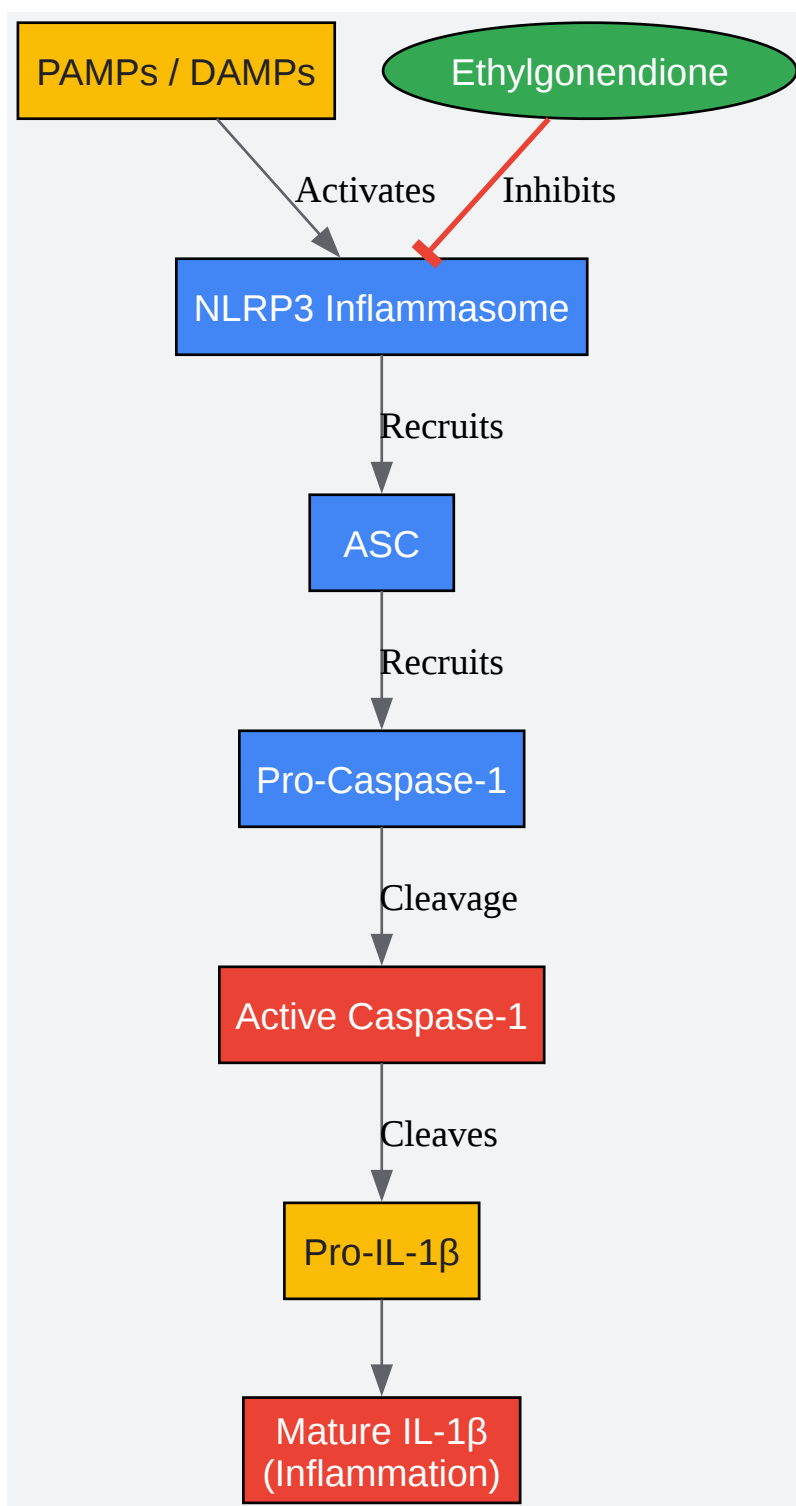 PAMPs / DAMPs
Ethylgonendione
Activates
Inhibits
NLRP3 Inflammasome
Recruits
ASC
Recruits
Pro-Caspase-1
Cleavage
Active Caspase-1
Cleaves
Pro-IL-1β
Mature IL-1β
(Inflammation)